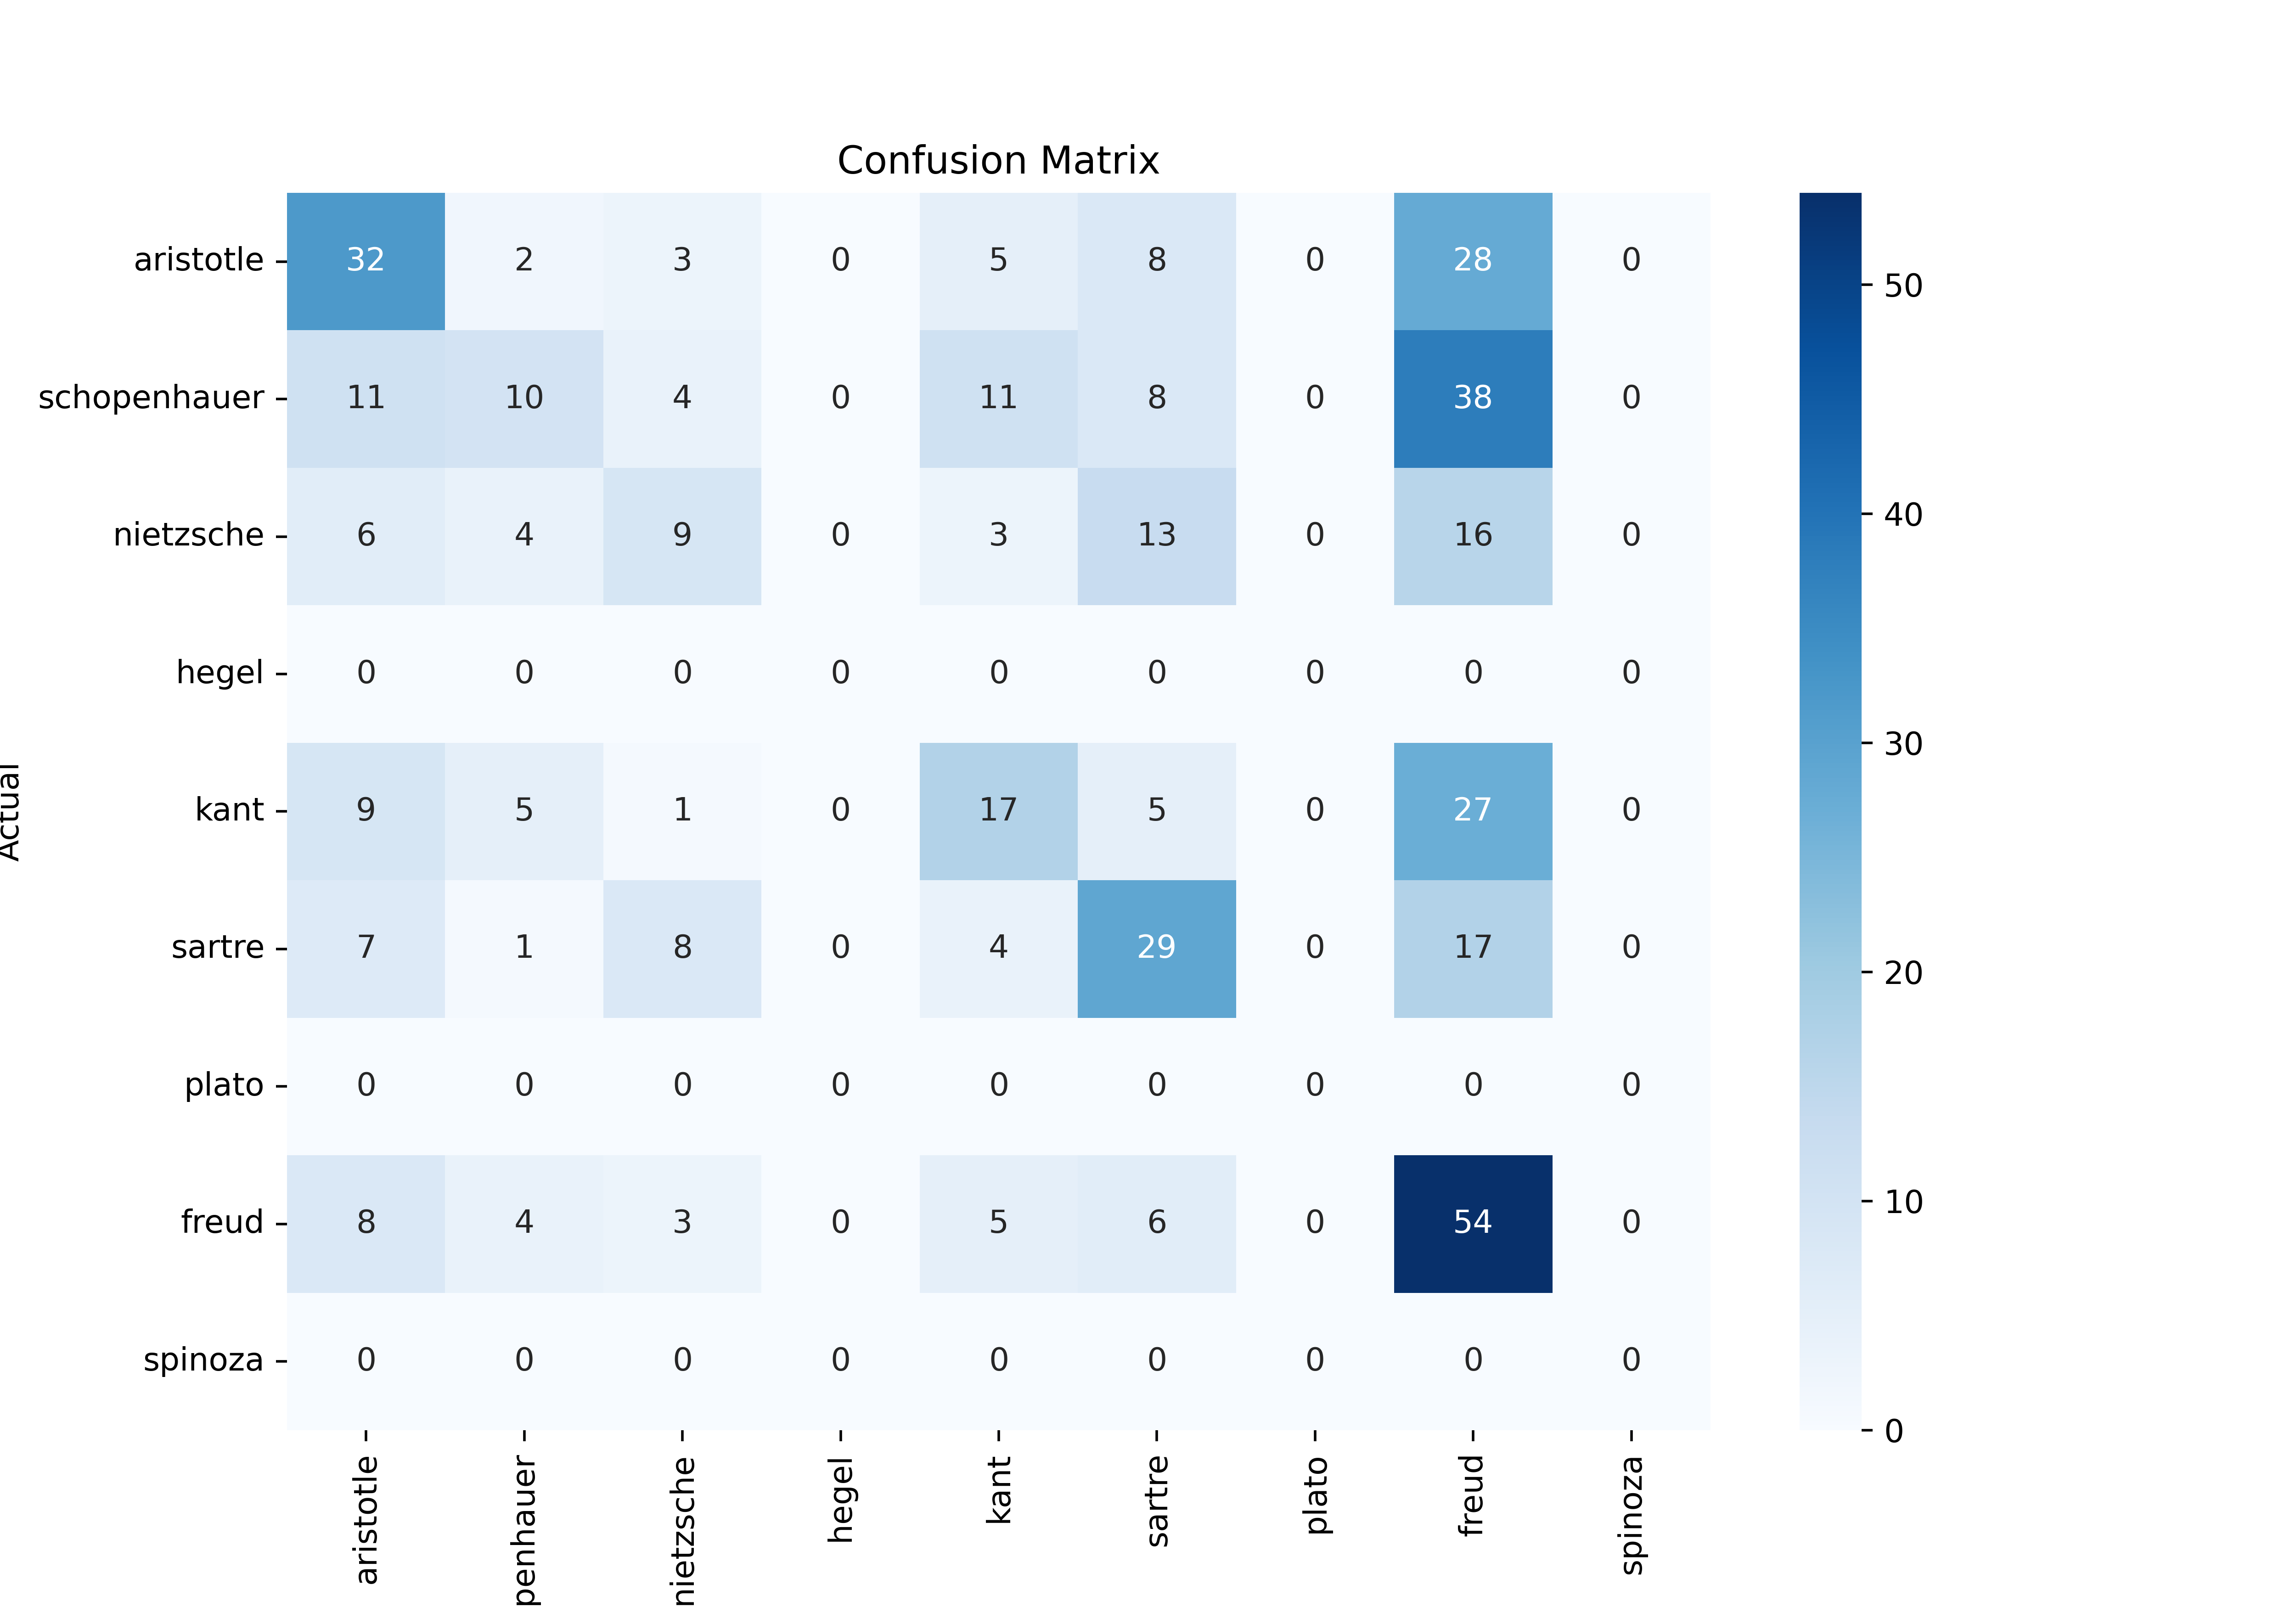 Confusion Matrix
aristotle 32 2 3 0 5 8 0 28 0
schopenhauer 11 10 4 0 11 8 0 38 0
nietzsche 6 4 9 0 3 13 0 16 0
hegel 0 0 0 0 0 0 0 0 0
kant 9 5 1 0 17 5 0 27 0
sartre 7 1 8 0 4 29 0 17 0
plato 0 0 0 0 0 0 0 0 0
freud 8 4 3 0 5 6 0 54 0
spinoza 0 0 0 0 0 0 0 0 0
Actual
aristotle penhauer nietzsche hegel kant sartre plato freud spinoza
50
40
30
20
10
0